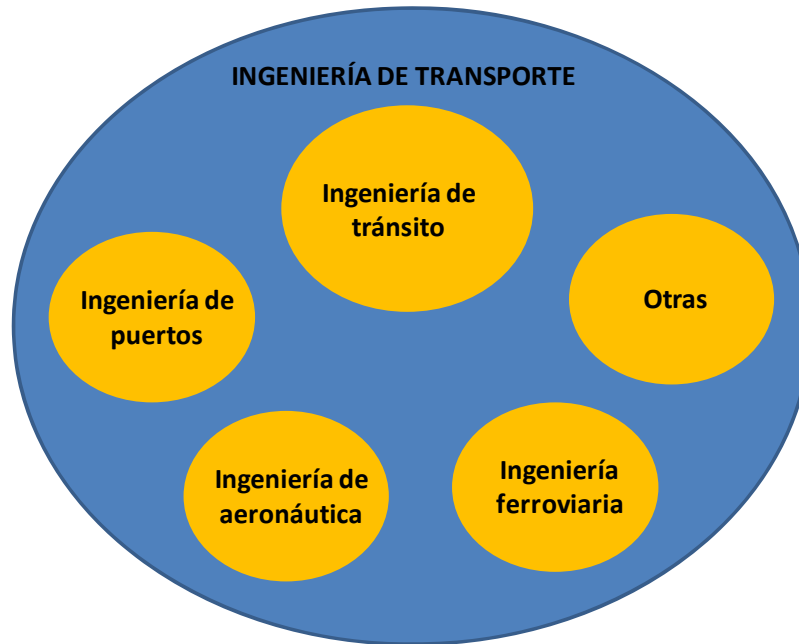 INGENIERÍA DE TRANSPORTE
Ingeniería de
tránsito
Ingeniería de
puertos
Otras
Ingeniería de
aeronáutica
Ingeniería
ferroviaria